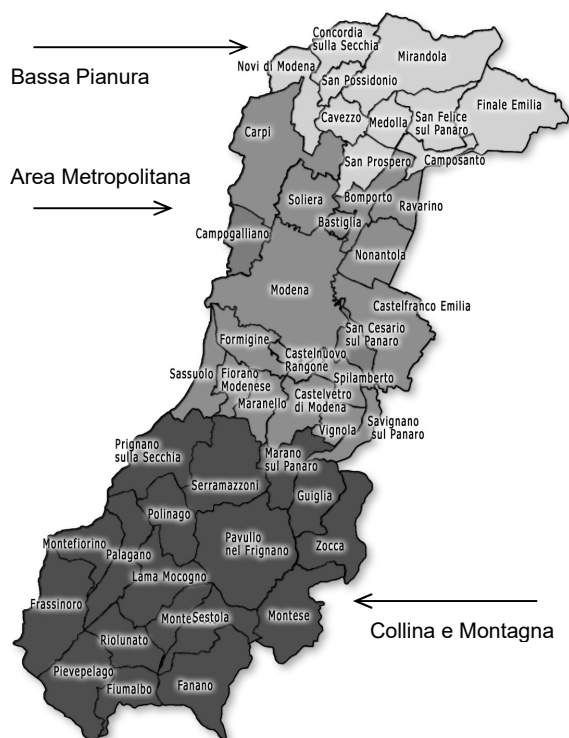 Concordia
sulla Secchia
Mirandola
Bassa Pianura
Novi di Modena
San Possidonio
Finale Emilia
Cavezzo
Medolla
San Felice
sul Panaro
Carpi
San Prospero
Camposanto
Area Metropolitana
Soliera
Bomporto
Ravarino
Bastiglia
Campogalliano
Nonantola
Modena
Castelfranco Emilia
San Cesario
sul Panaro
Formigine
Castelnuovo
Rangone
Sassuolo
Fiorano
Modenese
Spilamberto
Maranello
Castelvetro
di Modena
Savignano
sul Panaro
Vignola
Prignano
sulla Secchia
Marano
sul Panaro
Serramazzoni
Guiglia
Polinago
Montefiorino
Palagano
Pavullo
nel Frignano
Zocca
Lama Mocogno
Frassinoro
Sestola
Montese
Riolunato
Collina e Montagna
Pievepelago
Fiumalbo
Fanano